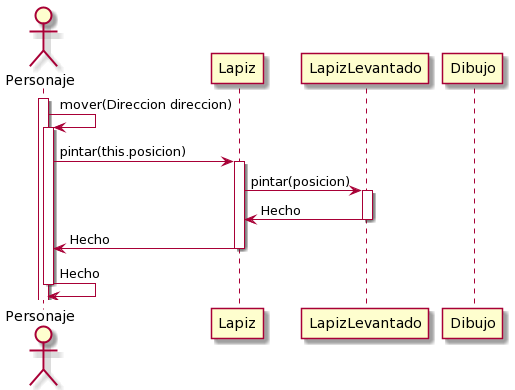 Personaje
Lapiz
LapizLevantado
Dibujo
mover(Direccion direccion)
pintar(this.posicion)
pintar(posicion)
Hecho
Hecho
Hecho
Personaje
Lapiz
LapizLevantado
Dibujo